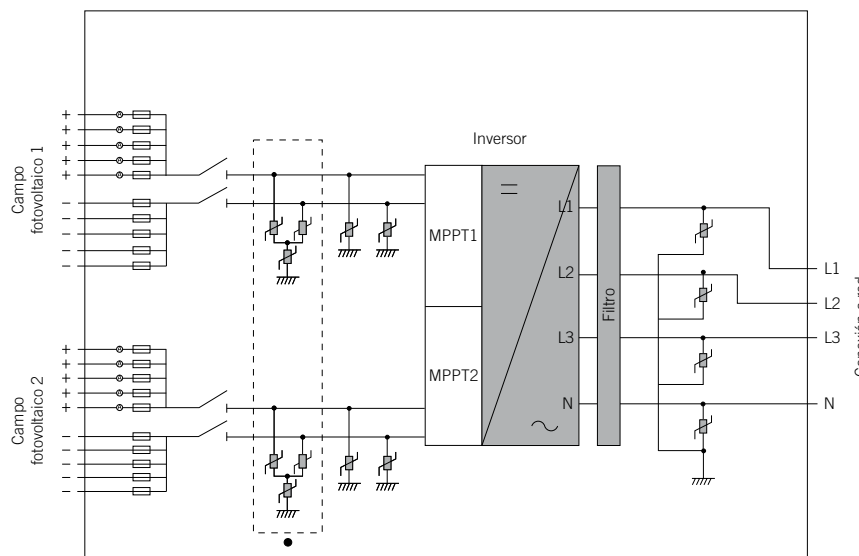 Campo
fotovoltaico 1
+
+
+
+
+
−
−
−
−
−
Inversor
MPPT1
MPPT2
L1
L2
L3
N
Filtro
L1
L2
L3
N
Campo
fotovoltaico 2
+
+
+
+
+
−
−
−
−
−